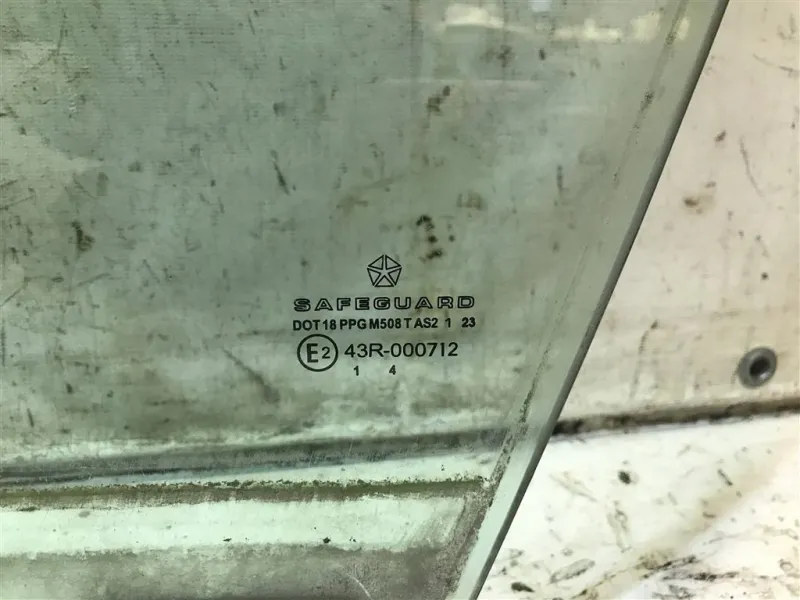 SAFEGUARD
DOT 18 PPG M508 T AS2 1 23
E2 43R-000712
1 4